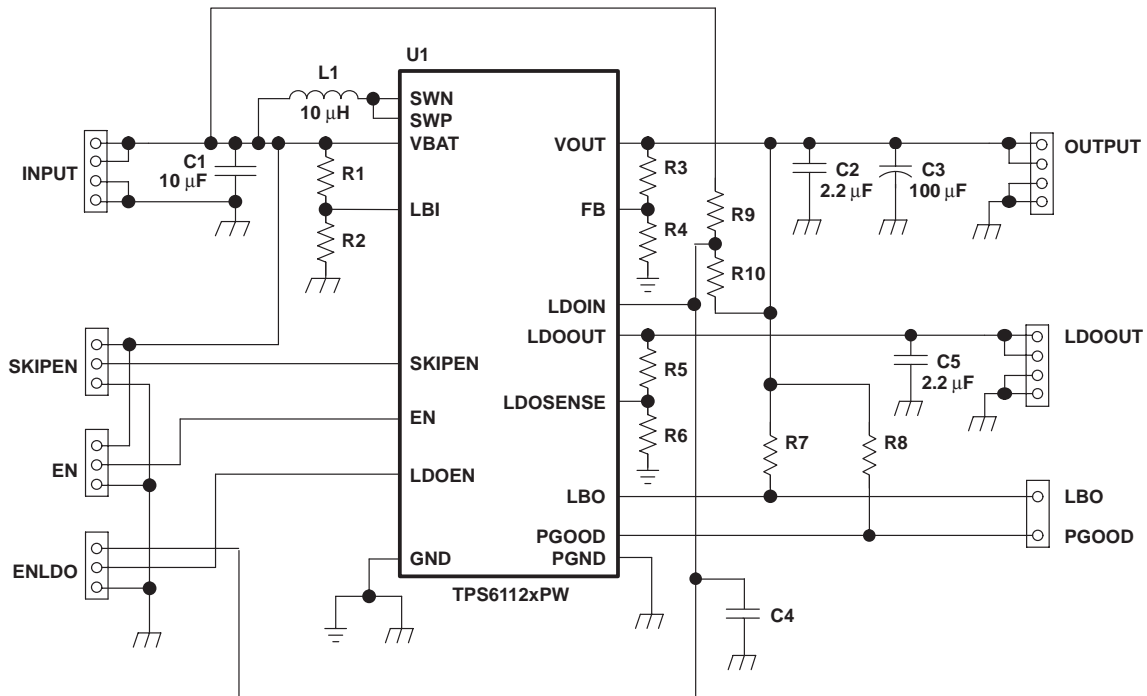 U1
L1
10 µH
SWN
SWP
VBAT
VOUT
OUTPUT
INPUT
C1
10 µF
R1
R3
C2
2.2 µF
C3
100 µF
LBI
FB
R9
R2
R4
R10
LDOIN
LDOOUT
LDOOUT
SKIPEN
SKIPEN
R5
C5
2.2 µF
LDOSENSE
EN
R6
R7
R8
EN
LDOEN
LBO
LBO
PGOOD
PGOOD
ENLDO
GND
PGND
TPS6112xPW
C4